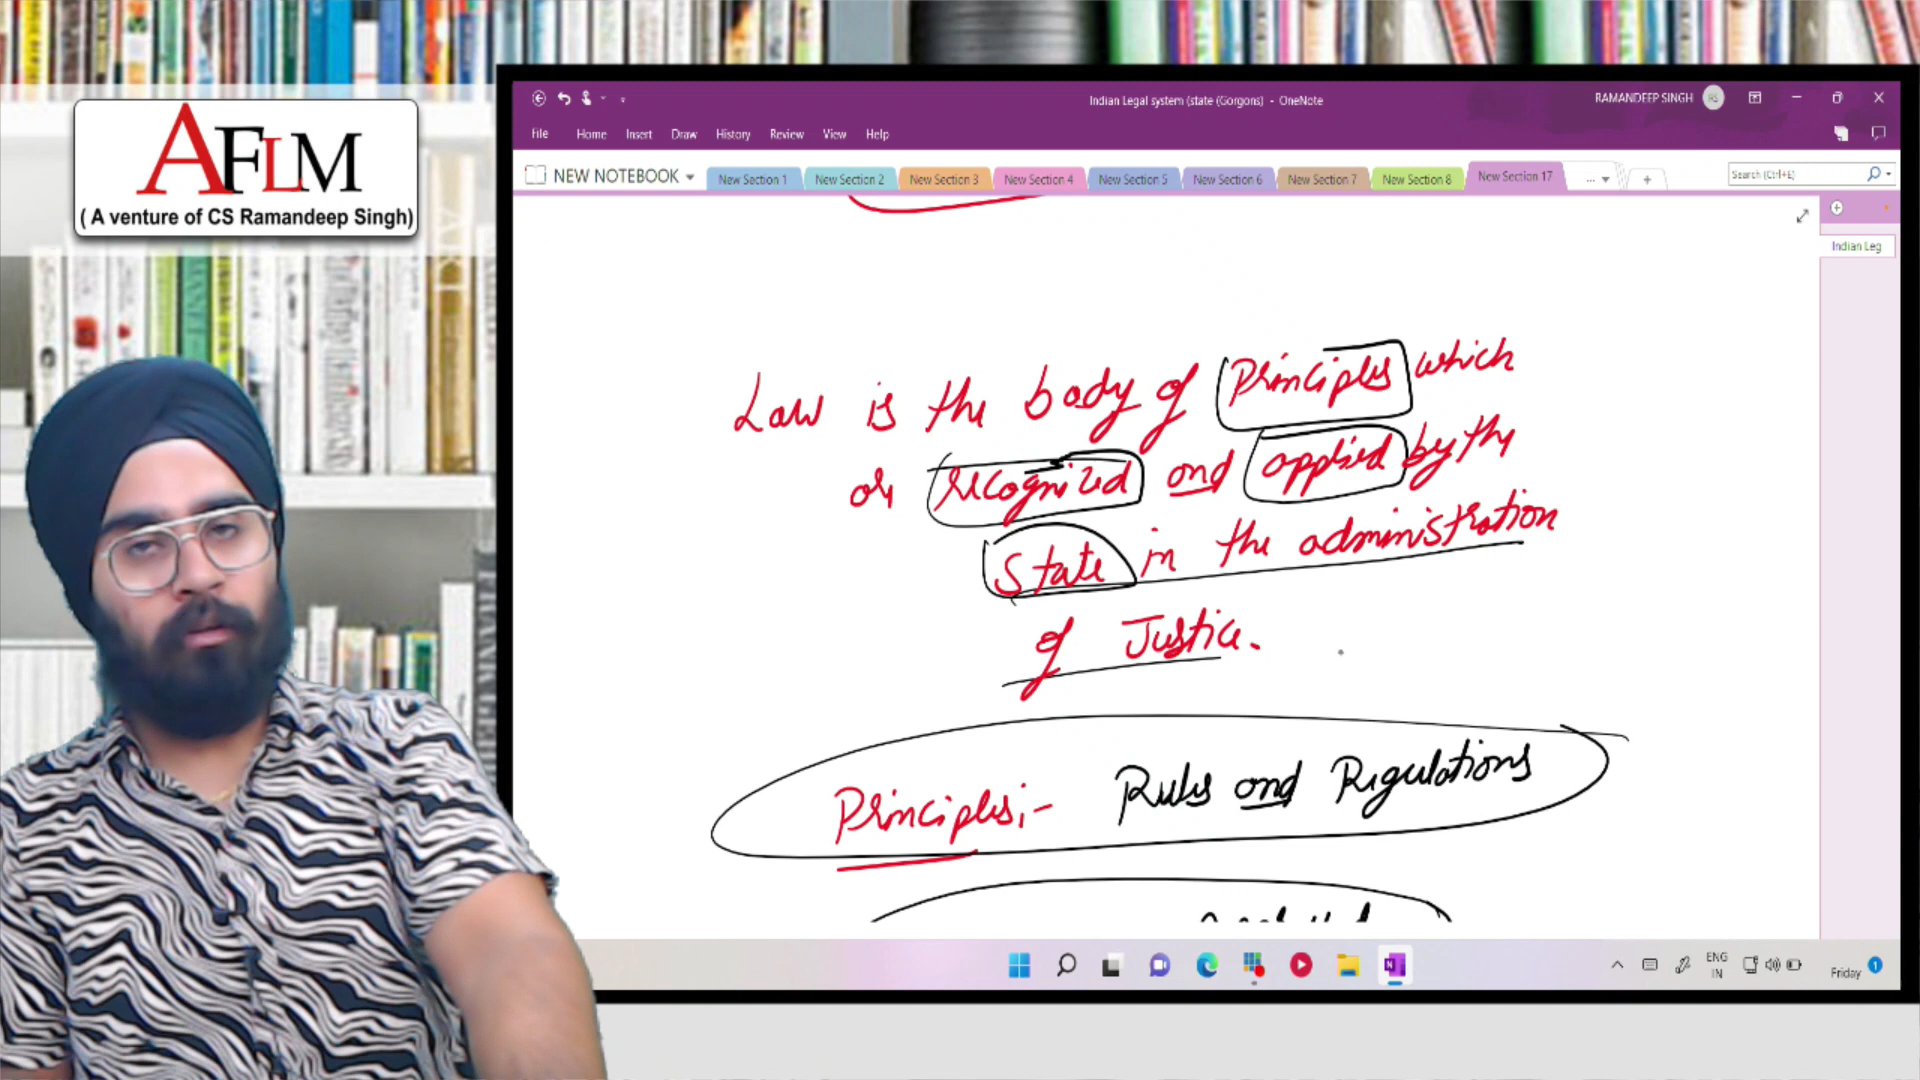 AFLM
( A venture of CS Ramandeep Singh)
Indian Legal system (state (Gorgons) - OneNote
RAMANDEEP SINGH
RS
File Home Insert Draw History Review View Help
NEW NOTEBOOK
New Section 1
New Section 2
New Section 3
New Section 4
New Section 5
New Section 6
New Section 7
New Section 8
New Section 17
...
Search (Ctrl+E)
Indian Leg
Law is the body of Principles which
are recognized and applied by the
State in the administration
of Justice.
Principles:- Rules and Regulations
ENG
IN
Friday
1